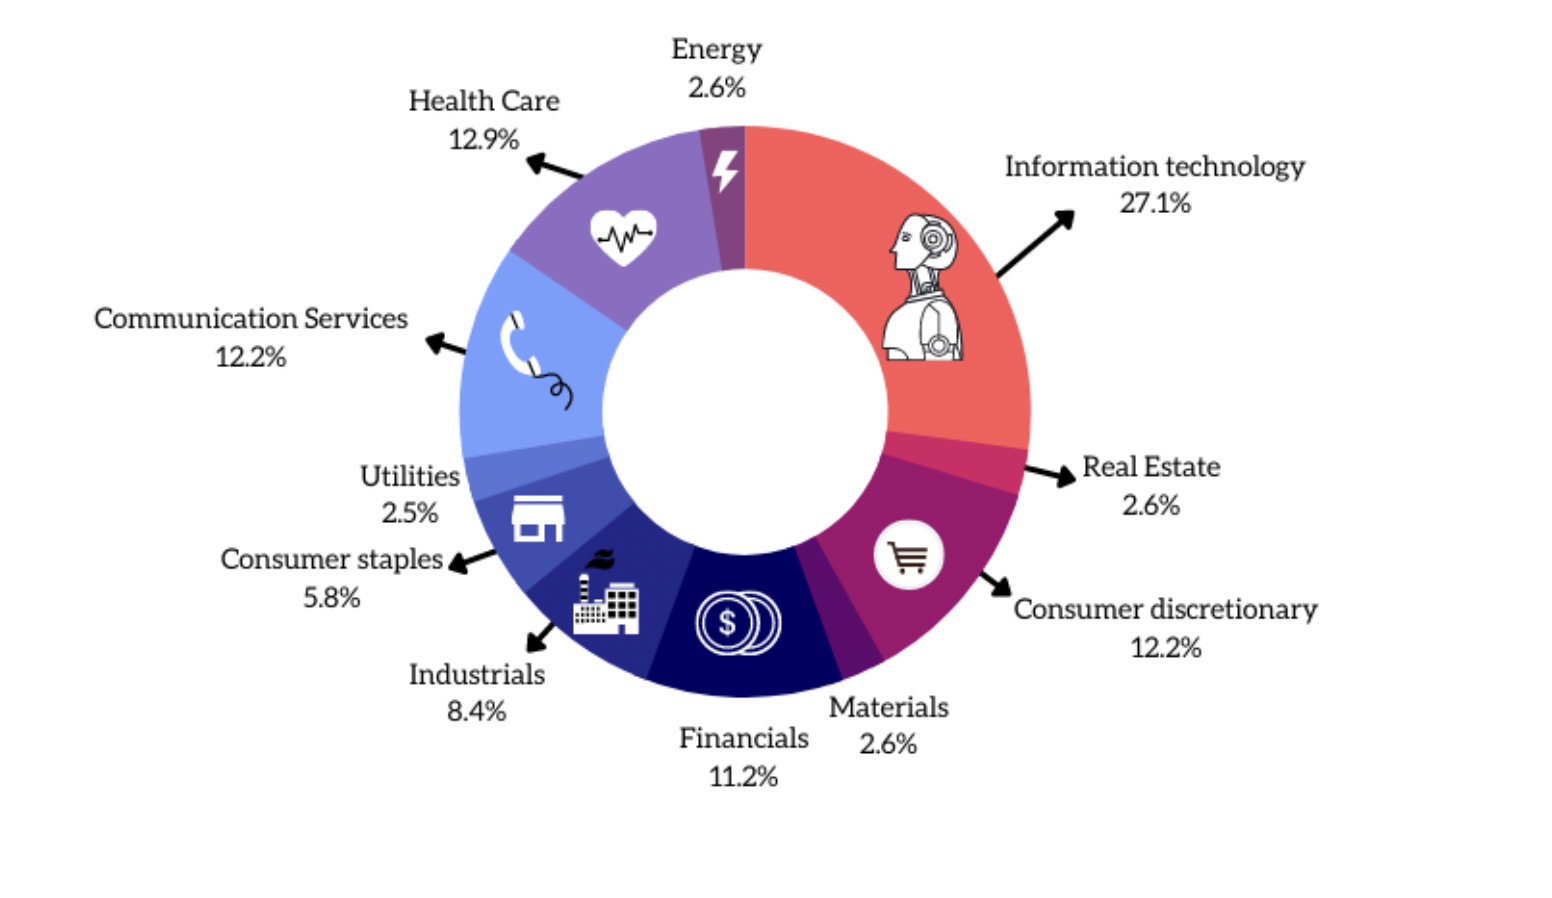 Energy
2.6%
Health Care
12.9%
Information technology
27.1%
Communication Services
12.2%
Utilities
2.5%
Real Estate
2.6%
Consumer staples
5.8%
Consumer discretionary
12.2%
$
Industrials
8.4%
Materials
2.6%
Financials
11.2%